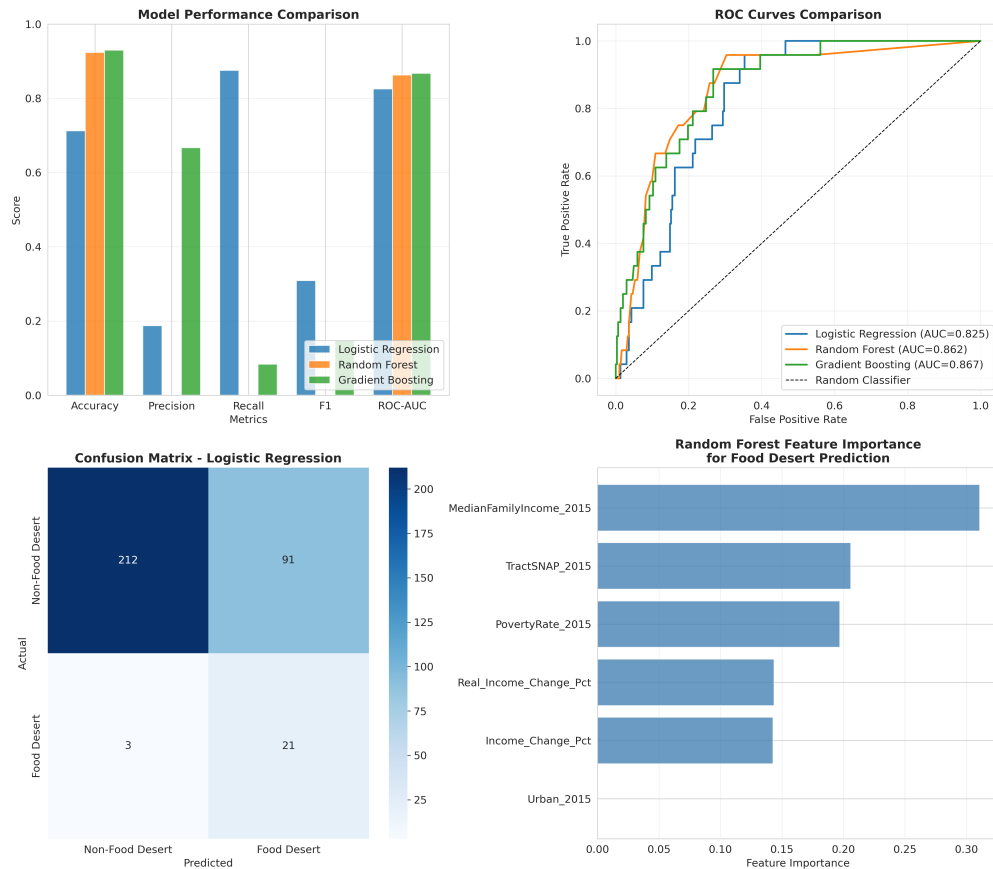 Model Performance Comparison
1.0
0.8
0.6
0.4
0.2
0.0
Score
Accuracy
Precision
Recall
F1
ROC-AUC
Metrics
Logistic Regression
Random Forest
Gradient Boosting
ROC Curves Comparison
1.0
0.8
0.6
0.4
0.2
0.0
True Positive Rate
0.0
0.2
0.4
0.6
0.8
1.0
False Positive Rate
Logistic Regression (AUC=0.825)
Random Forest (AUC=0.862)
Gradient Boosting (AUC=0.867)
Random Classifier
Confusion Matrix - Logistic Regression
Actual
Non-Food Desert
Food Desert
212
91
3
21
Non-Food Desert
Food Desert
Predicted
200
175
150
125
100
75
50
25
Random Forest Feature Importance
for Food Desert Prediction
MedianFamilyIncome_2015
TractSNAP_2015
PovertyRate_2015
Real_Income_Change_Pct
Income_Change_Pct
Urban_2015
0.00
0.05
0.10
0.15
0.20
0.25
0.30
Feature Importance